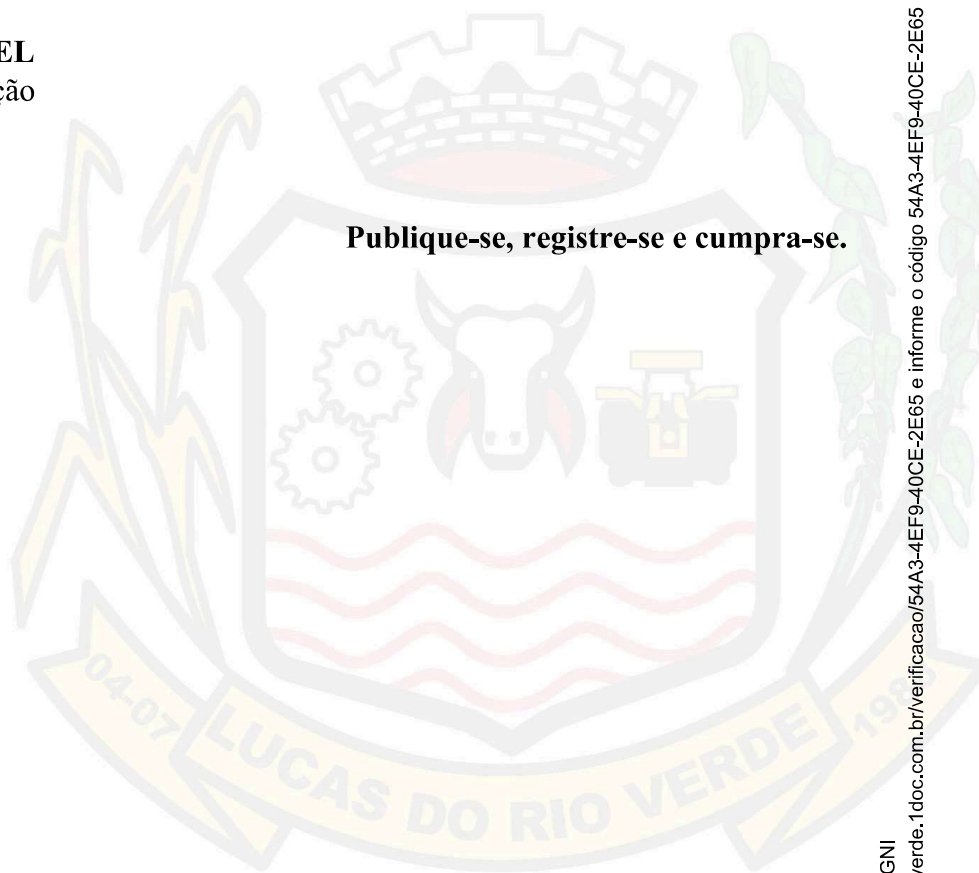 EL
ção
Publique-se, registre-se e cumpra-se.
04-07
LUCAS DO RIO VERDE
198
GNI
verde.1doc.com.br/verificacao/54A3-4EF9-40CE-2E65 e informe o código 54A3-4EF9-40CE-2E65